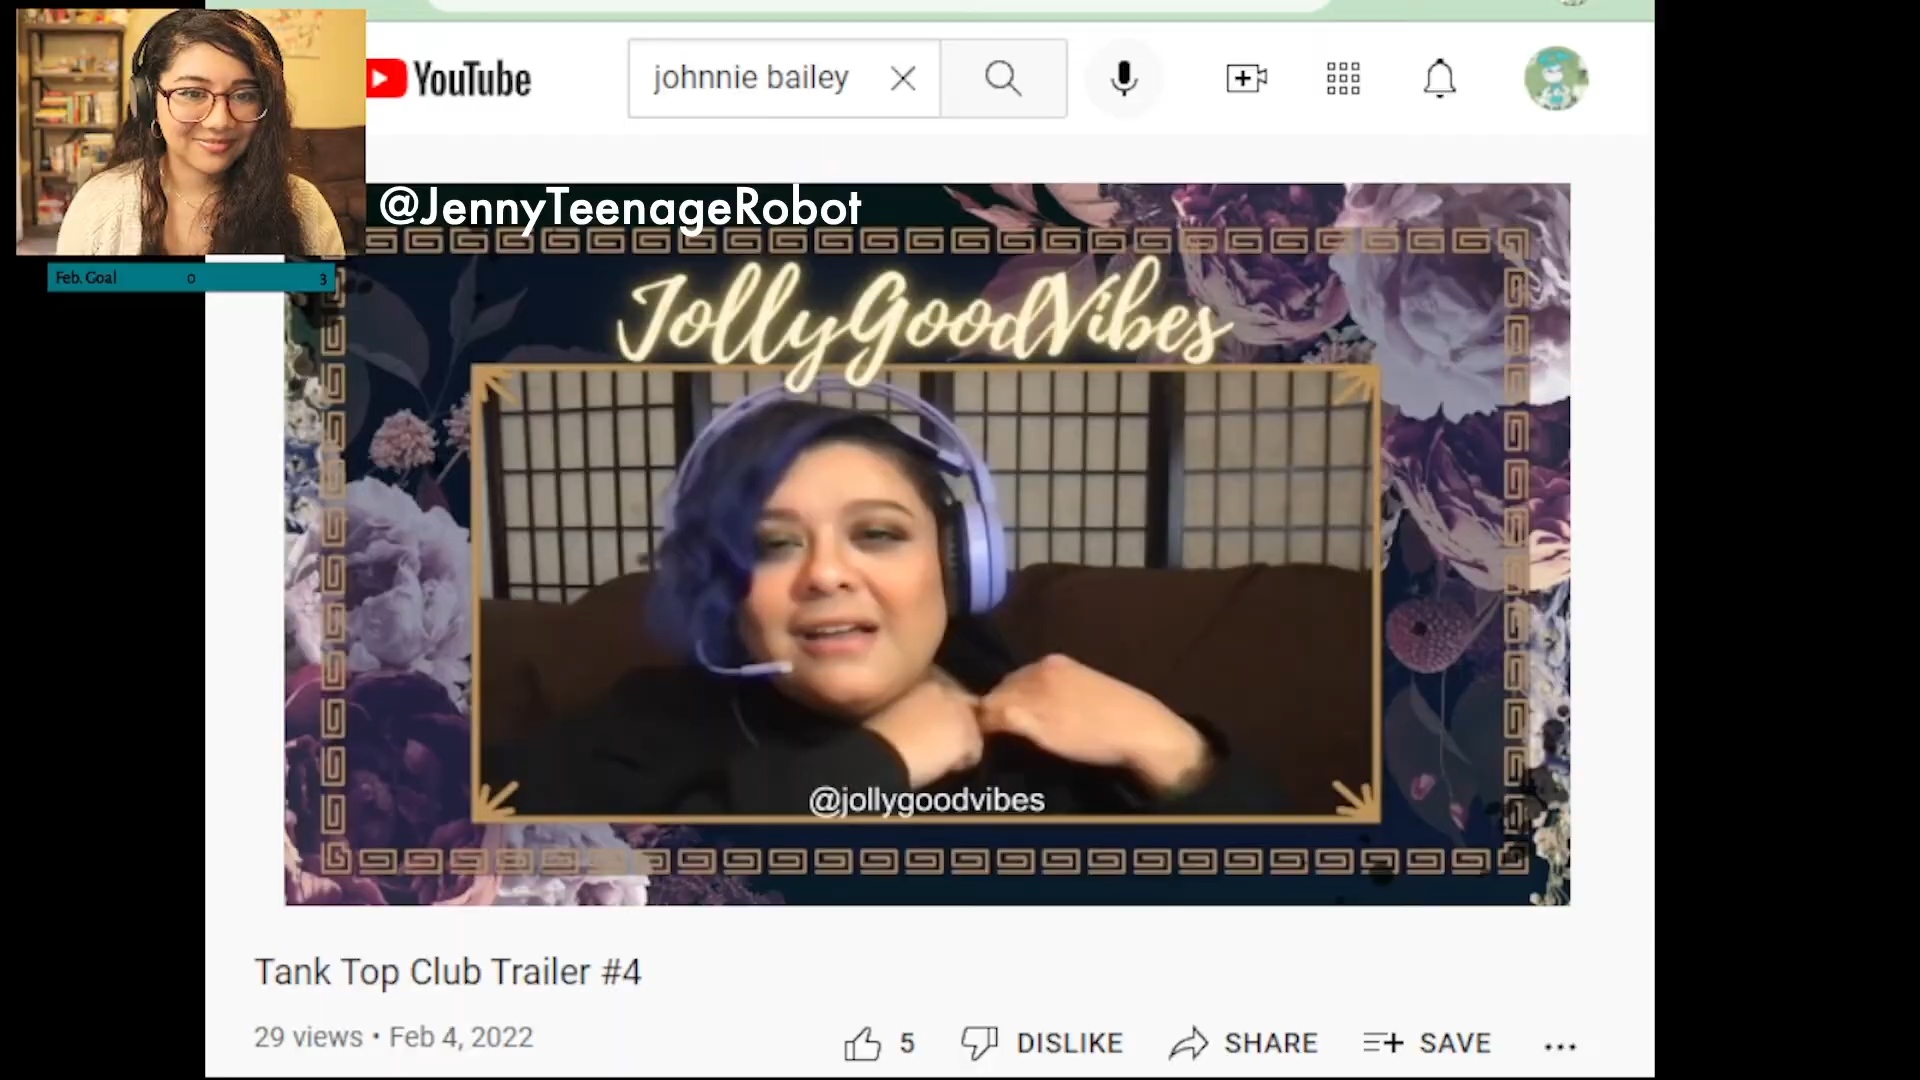 YouTube
johnnie bailey
@JennyTeenageRobot
Feb. Goal 0 3
JollyGoodVibes
@jollygoodvibes
Tank Top Club Trailer #4
29 views • Feb 4, 2022
5 DISLIKE SHARE SAVE